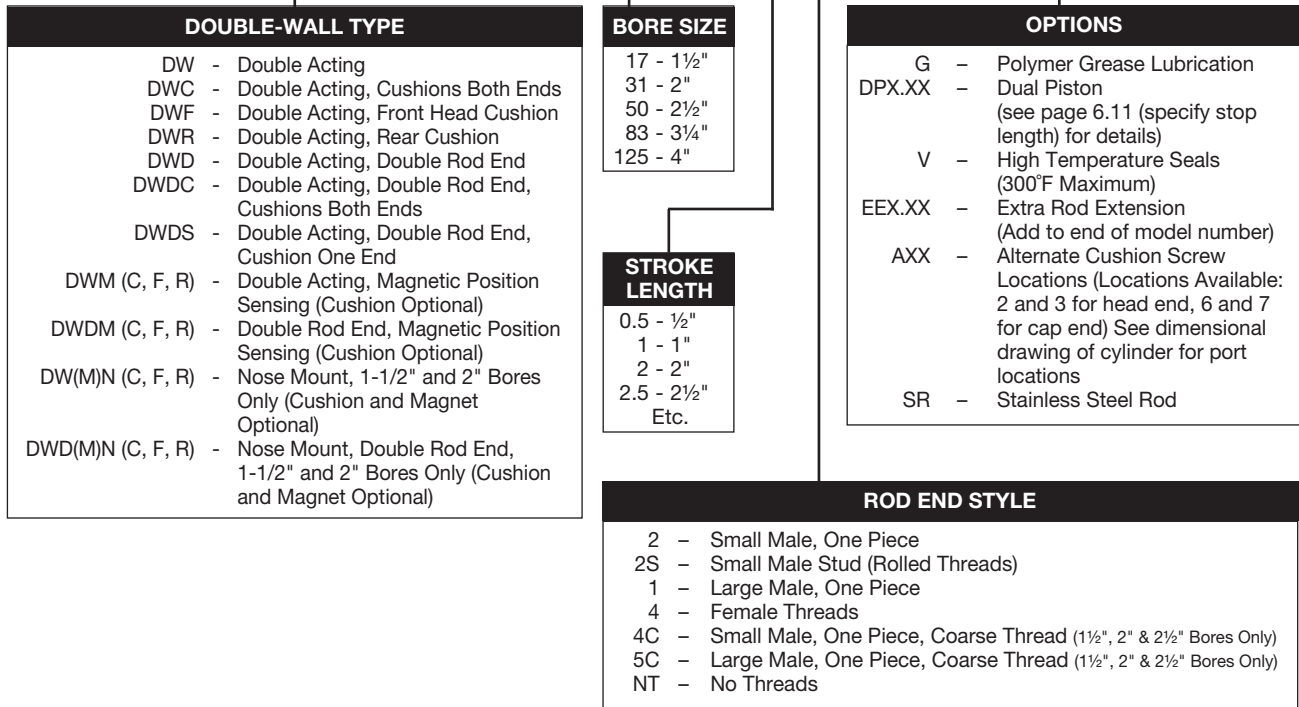 DOUBLE-WALL TYPE
DW - Double Acting
DWC - Double Acting, Cushions Both Ends
DWF - Double Acting, Front Head Cushion
DWR - Double Acting, Rear Cushion
DWD - Double Acting, Double Rod End
DWDC - Double Acting, Double Rod End,
Cushions Both Ends
DWDS - Double Acting, Double Rod End,
Cushion One End
DWM (C, F, R) - Double Acting, Magnetic Position
Sensing (Cushion Optional)
DWDM (C, F, R) - Double Rod End, Magnetic Position
Sensing (Cushion Optional)
DW(M)N (C, F, R) - Nose Mount, 1-1/2" and 2" Bores
Only (Cushion and Magnet
Optional)
DWD(M)N (C, F, R) - Nose Mount, Double Rod End,
1-1/2" and 2" Bores Only (Cushion
and Magnet Optional)
BORE SIZE
17 - 1½"
31 - 2"
50 - 2½"
83 - 3¼"
125 - 4"
STROKE
LENGTH
0.5 - ½"
1 - 1"
2 - 2"
2.5 - 2½"
Etc.
OPTIONS
G – Polymer Grease Lubrication
DPX.XX – Dual Piston
(see page 6.11 (specify stop
length) for details)
V – High Temperature Seals
(300˚F Maximum)
EEX.XX – Extra Rod Extension
(Add to end of model number)
AXX – Alternate Cushion Screw
Locations (Locations Available:
2 and 3 for head end, 6 and 7
for cap end) See dimensional
drawing of cylinder for port
locations
SR – Stainless Steel Rod
ROD END STYLE
2 – Small Male, One Piece
2S – Small Male Stud (Rolled Threads)
1 – Large Male, One Piece
4 – Female Threads
4C – Small Male, One Piece, Coarse Thread (1½", 2" & 2½" Bores Only)
5C – Large Male, One Piece, Coarse Thread (1½", 2" & 2½" Bores Only)
NT – No Threads